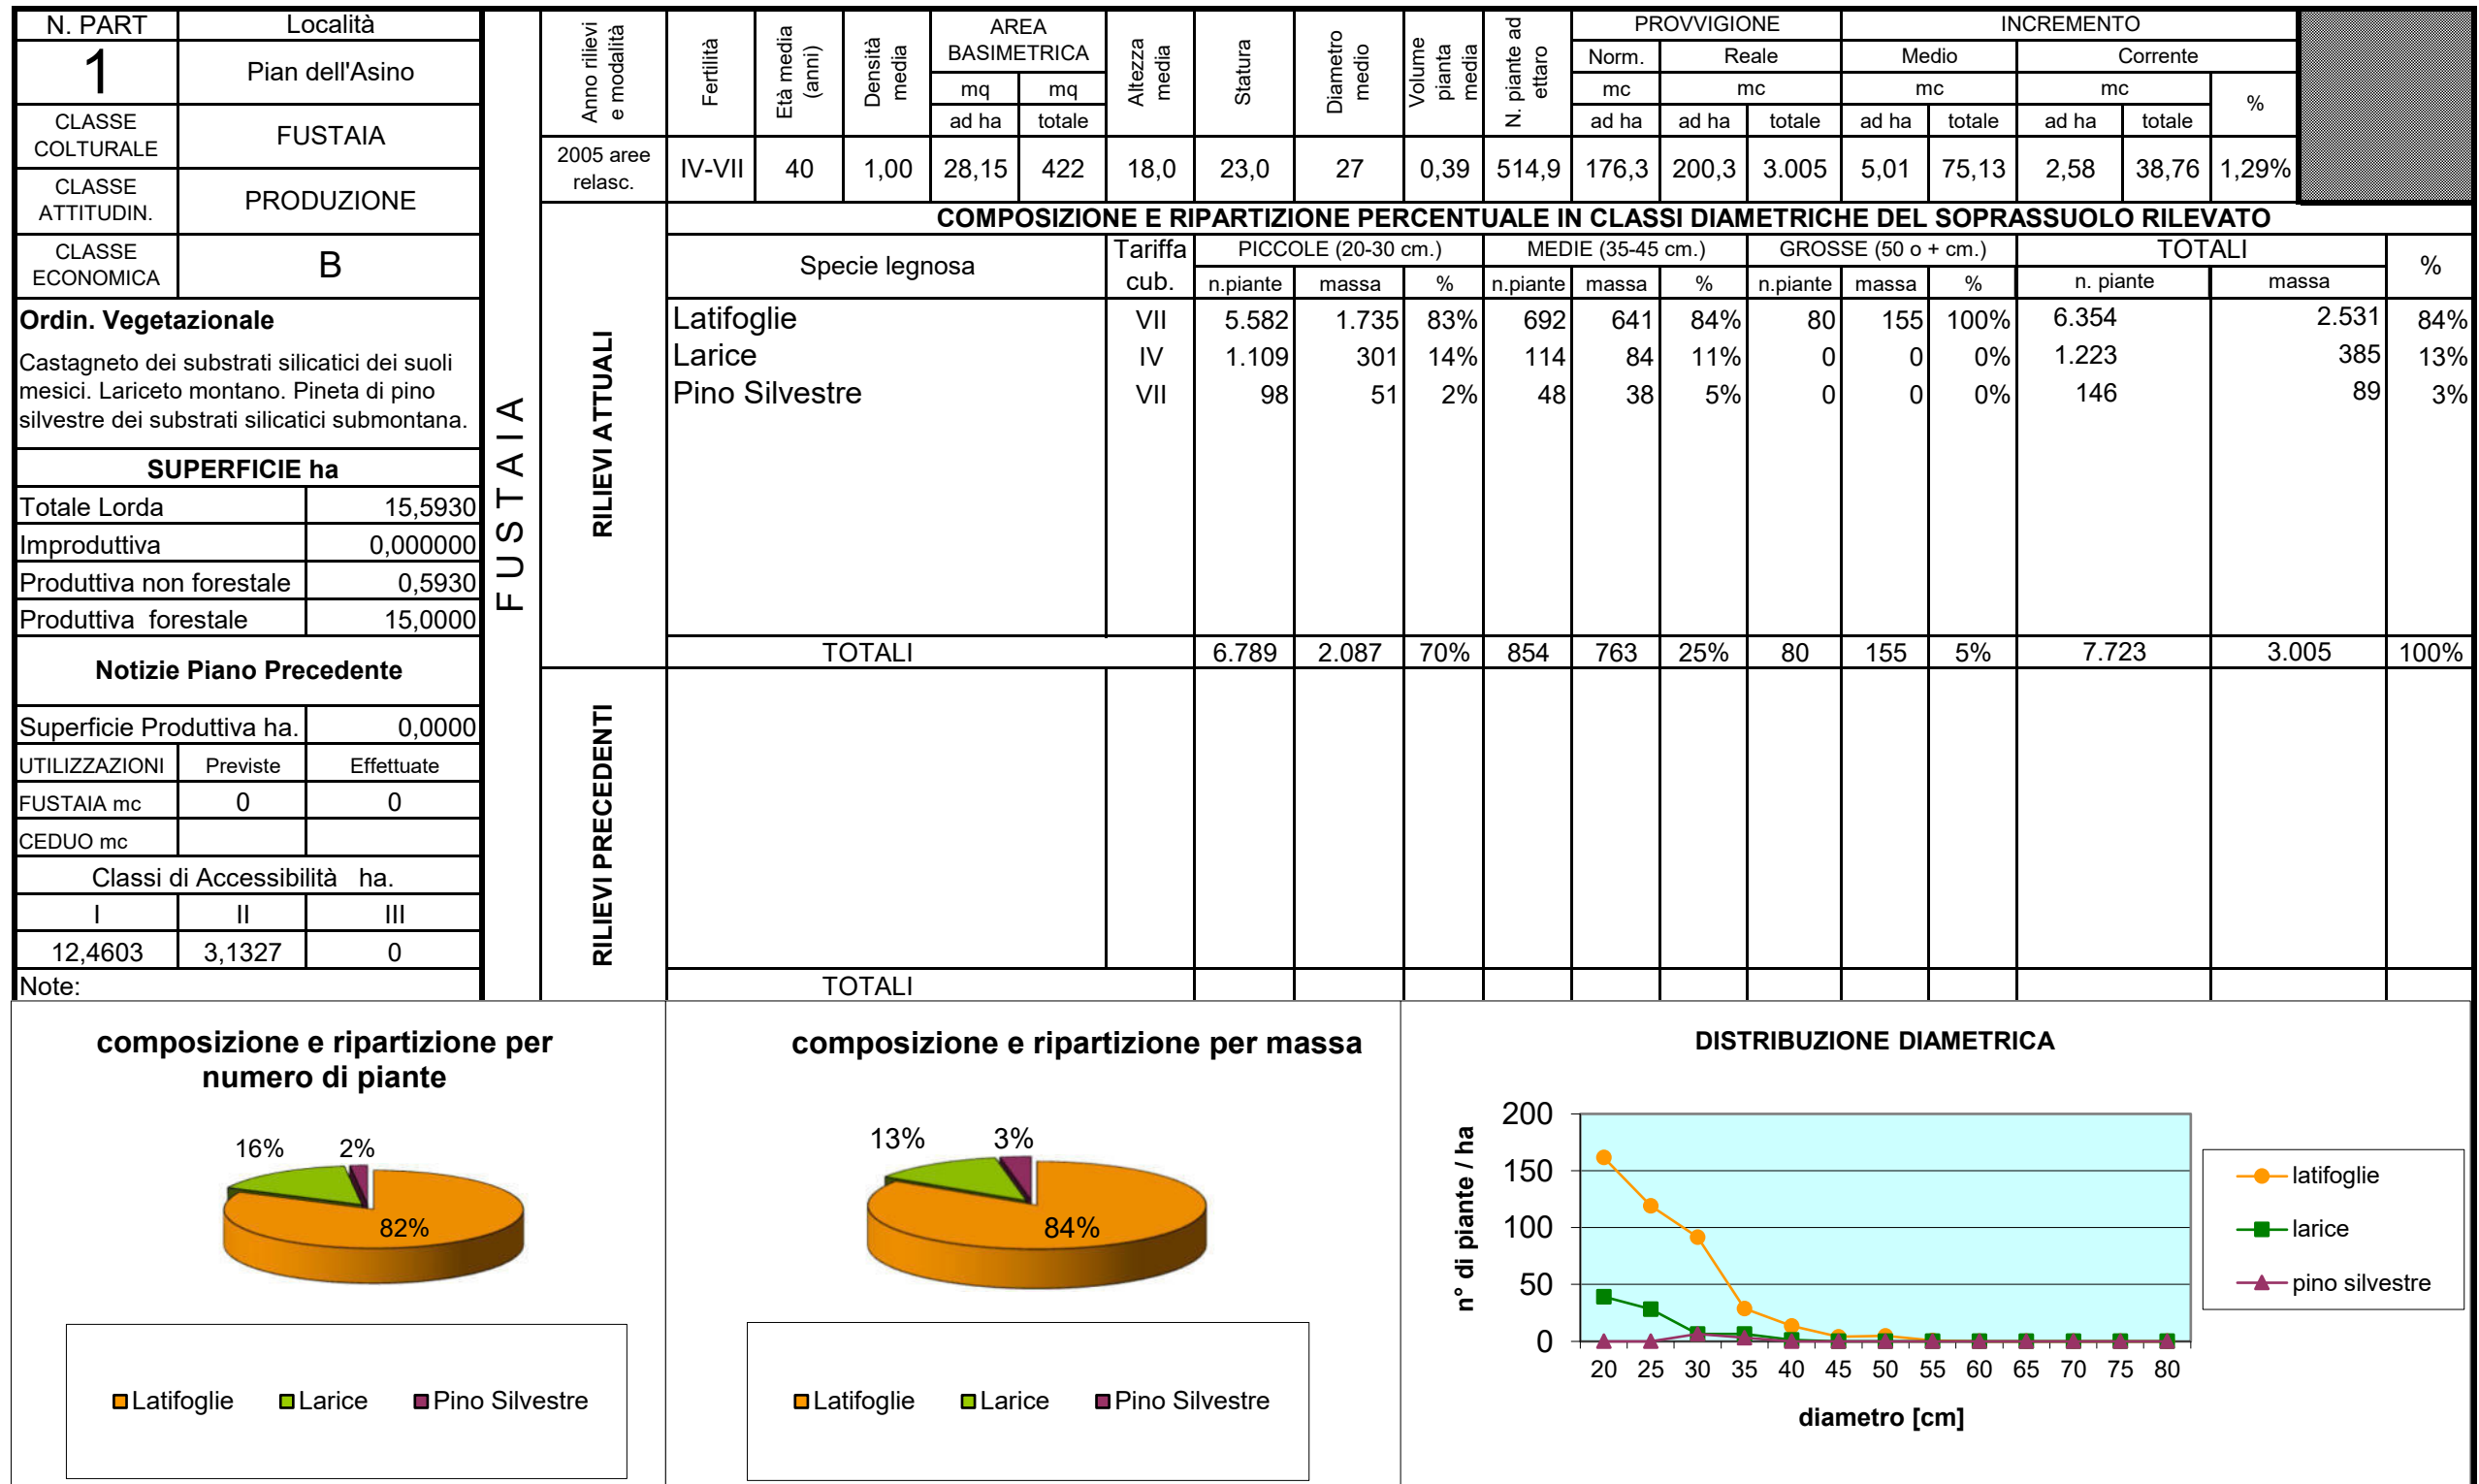 N. PART Località
1 Pian dell'Asino
CLASSE COLTURALE FUSTAIA
CLASSE ATTITUDIN. PRODUZIONE
CLASSE ECONOMICA B
Ordin. Vegetazionale
Castagneto dei substrati silicatici dei suoli
mesici. Lariceto montano. Pineta di pino
silvestre dei substrati silicatici submontana.
SUPERFICIE ha
Totale Lorda 15,5930
Improduttiva 0,000000
Produttiva non forestale 0,5930
Produttiva forestale 15,0000
Notizie Piano Precedente
Superficie Produttiva ha. 0,0000
UTILIZZAZIONI Previste Effettuate
FUSTAIA mc 0 0
CEDUO mc
Classi di Accessibilità ha.
I II III
12,4603 3,1327 0
Note:
FUSTAIA
Anno rilievi e modalità
Fertilità
Età media (anni)
Densità media
AREA BASIMETRICA
mq mq
ad ha totale
Altezza media
Statura
Diametro medio
Volume pianta media
N. piante ad ettaro
PROVVIGIONE INCREMENTO
Norm. Reale Medio Corrente
mc mc mc mc %
ad ha ad ha totale ad ha totale ad ha totale
2005 aree relasc. IV-VII 40 1,00 28,15 422 18,0 23,0 27 0,39 514,9 176,3 200,3 3.005 5,01 75,13 2,58 38,76 1,29%
COMPOSIZIONE E RIPARTIZIONE PERCENTUALE IN CLASSI DIAMETRICHE DEL SOPRASSUOLO RILEVATO
Specie legnosa Tariffa cub. PICCOLE (20-30 cm.) MEDIE (35-45 cm.) GROSSE (50 o + cm.) TOTALI %
n.piante massa % n.piante massa % n.piante massa % n. piante massa
RILIEVI ATTUALI
Latifoglie VII 5.582 1.735 83% 692 641 84% 80 155 100% 6.354 2.531 84%
Larice IV 1.109 301 14% 114 84 11% 0 0 0% 1.223 385 13%
Pino Silvestre VII 98 51 2% 48 38 5% 0 0 0% 146 89 3%
TOTALI 6.789 2.087 70% 854 763 25% 80 155 5% 7.723 3.005 100%
RILIEVI PRECEDENTI
TOTALI
composizione e ripartizione per
numero di piante
16% 2%
82%
Latifoglie Larice Pino Silvestre
composizione e ripartizione per massa
13% 3%
84%
Latifoglie Larice Pino Silvestre
DISTRIBUZIONE DIAMETRICA
n° di piante / ha
200
150
100
50
0
20 25 30 35 40 45 50 55 60 65 70 75 80
diametro [cm]
latifoglie
larice
pino silvestre